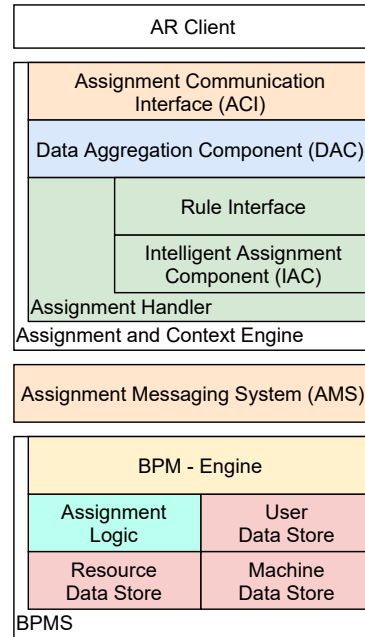 AR Client
Assignment Communication
Interface (ACI)
Data Aggregation Component (DAC)
Rule Interface
Intelligent Assignment
Component (IAC)
Assignment Handler
Assignment and Context Engine
Assignment Messaging System (AMS)
BPM - Engine
Assignment
Logic
User
Data Store
Resource
Data Store
Machine
Data Store
BPMS